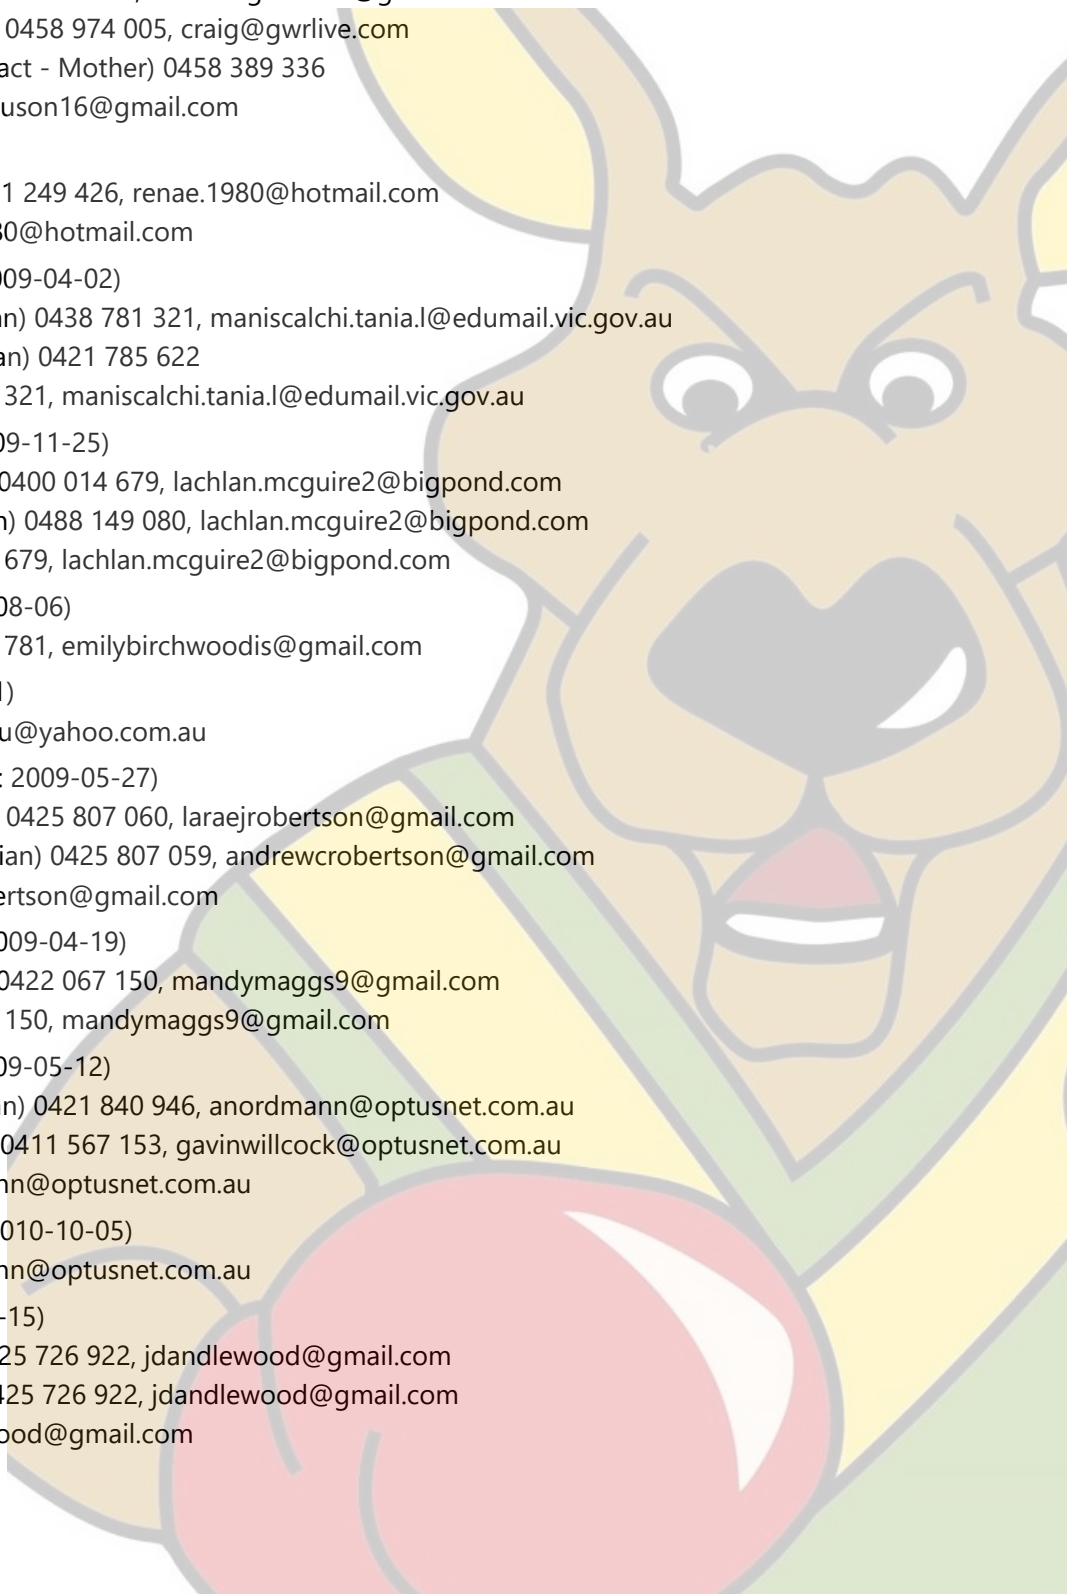 0458 974 005, craig@gwrlive.com
act - Mother) 0458 389 336
uson16@gmail.com
1 249 426, renae.1980@hotmail.com
80@hotmail.com
009-04-02)
an) 0438 781 321, maniscalchi.tania.l@edumail.vic.gov.au
an) 0421 785 622
321, maniscalchi.tania.l@edumail.vic.gov.au
09-11-25)
0400 014 679, lachlan.mcguire2@bigpond.com
n) 0488 149 080, lachlan.mcguire2@bigpond.com
679, lachlan.mcguire2@bigpond.com
08-06)
781, emilybirchwoodis@gmail.com
1)
u@yahoo.com.au
: 2009-05-27)
0425 807 060, laraejrobertson@gmail.com
ian) 0425 807 059, andrewcrobertson@gmail.com
ertson@gmail.com
009-04-19)
0422 067 150, mandymaggs9@gmail.com
150, mandymaggs9@gmail.com
09-05-12)
an) 0421 840 946, anordmann@optusnet.com.au
0411 567 153, gavinwillcock@optusnet.com.au
nn@optusnet.com.au
010-10-05)
nn@optusnet.com.au
-15)
25 726 922, jdandlewood@gmail.com
425 726 922, jdandlewood@gmail.com
ood@gmail.com